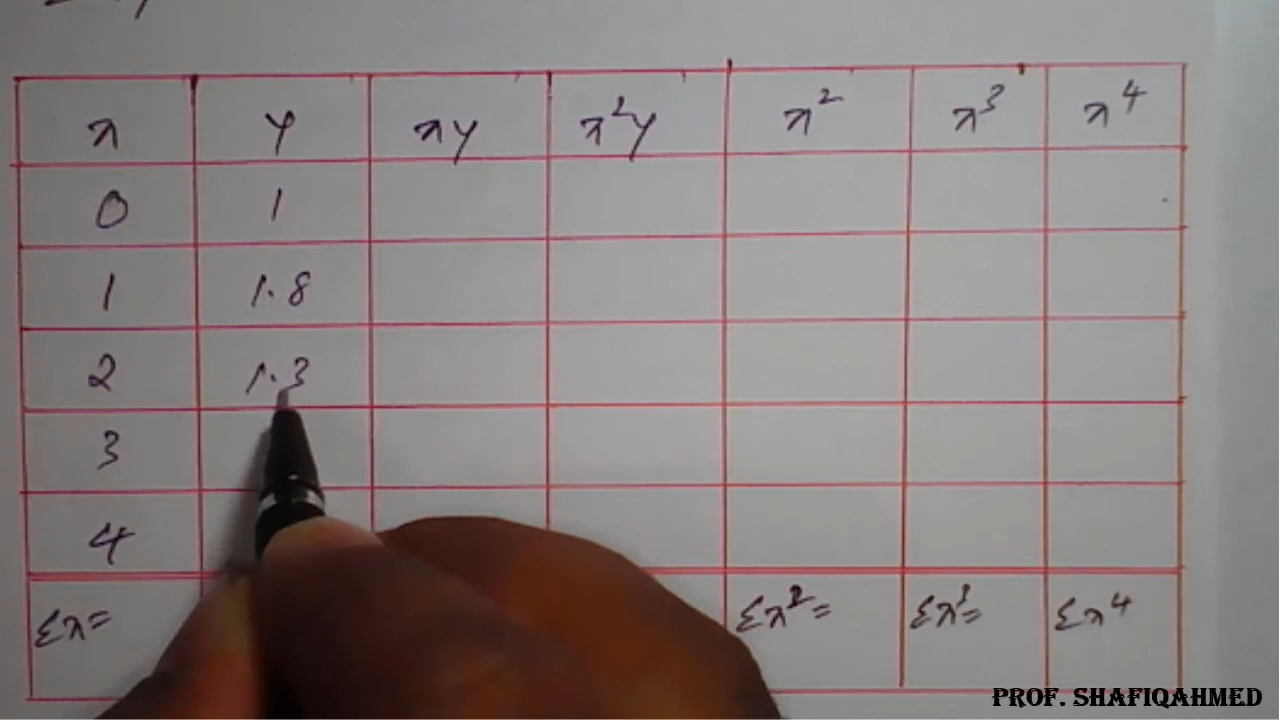 x y xy x²y x² x³ x⁴
0 1
1 1.8
2 1.3
3
4
Σx= Σx²= Σx³= Σx⁴
PROF. SHAFIQAHMED